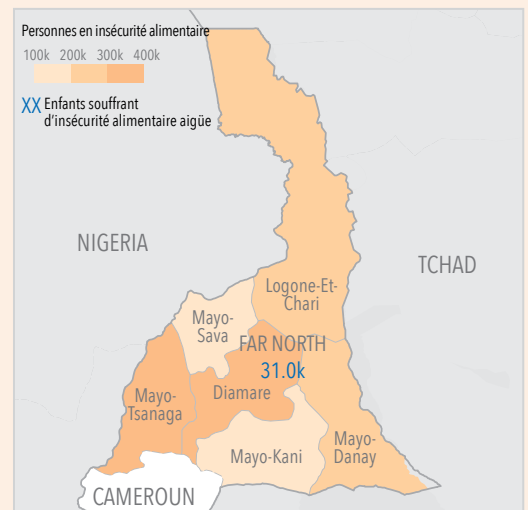 Personnes en insécurité alimentaire
100k 200k 300k 400k
XX Enfants souffrant
d'insécurité alimentaire aigüe
NIGERIA
TCHAD
Logone-Et-
Chari
Mayo-
Sava
FAR NORTH
31.0k
Mayo-
Tsanaga
Diamare
Mayo-
Danay
Mayo-Kani
CAMEROUN